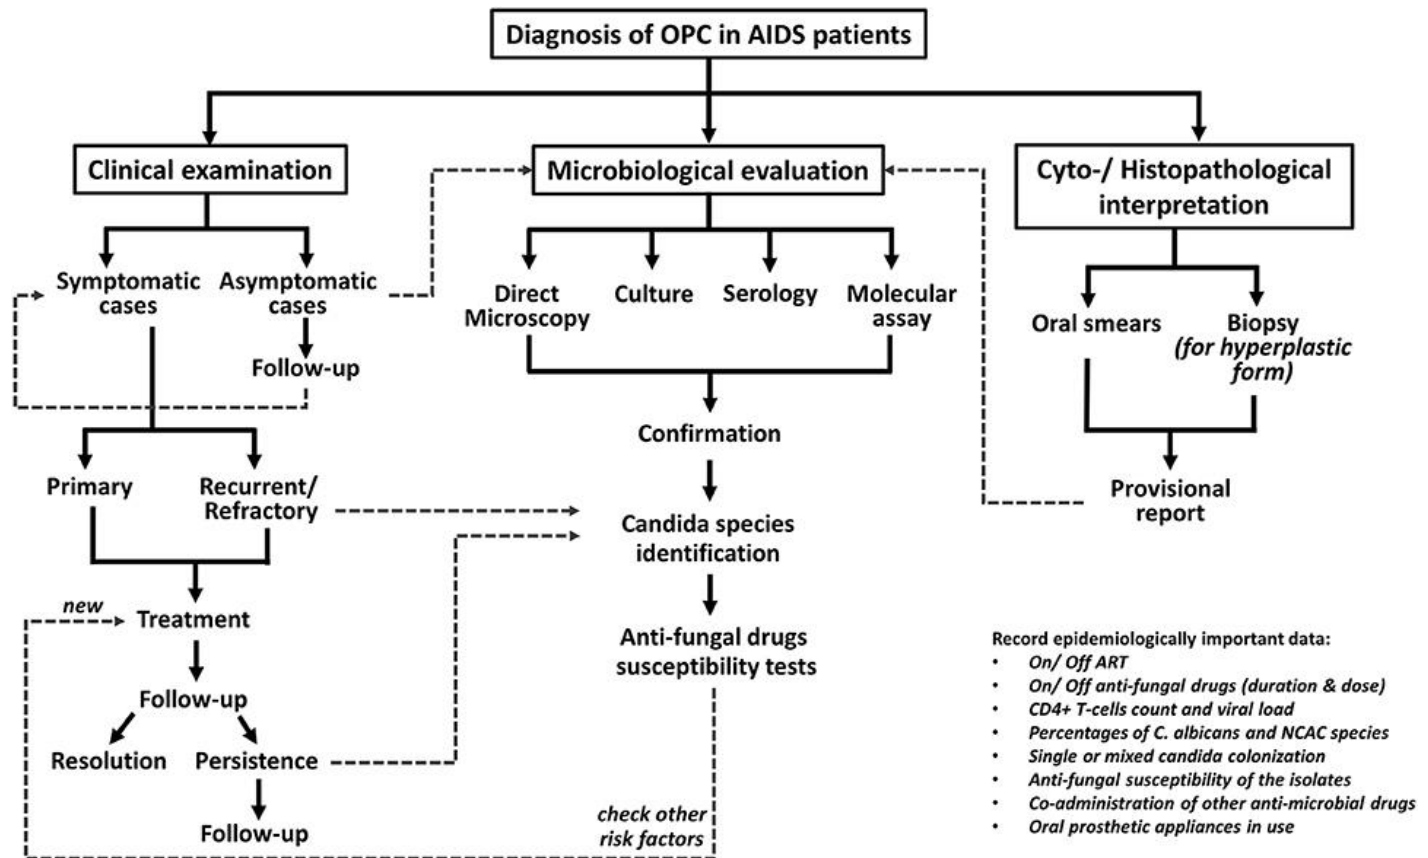 Diagnosis of OPC in AIDS patients
Clinical examination
Microbiological evaluation
Cyto-/ Histopathological
interpretation
Symptomatic
cases
Asymptomatic
cases
Follow-up
Direct
Microscopy
Culture
Serology
Molecular
assay
Oral smears
Biopsy
(for hyperplastic
form)
Confirmation
Primary
Recurrent/
Refractory
Provisional
report
Candida species
identification
new
Treatment
Anti-fungal drugs
susceptibility tests
Follow-up
Resolution
Persistence
Follow-up
check other
risk factors
Record epidemiologically important data:
• On/ Off ART
• On/ Off anti-fungal drugs (duration & dose)
• CD4+ T-cells count and viral load
• Percentages of C. albicans and NCAC species
• Single or mixed candida colonization
• Anti-fungal susceptibility of the isolates
• Co-administration of other anti-microbial drugs
• Oral prosthetic appliances in use